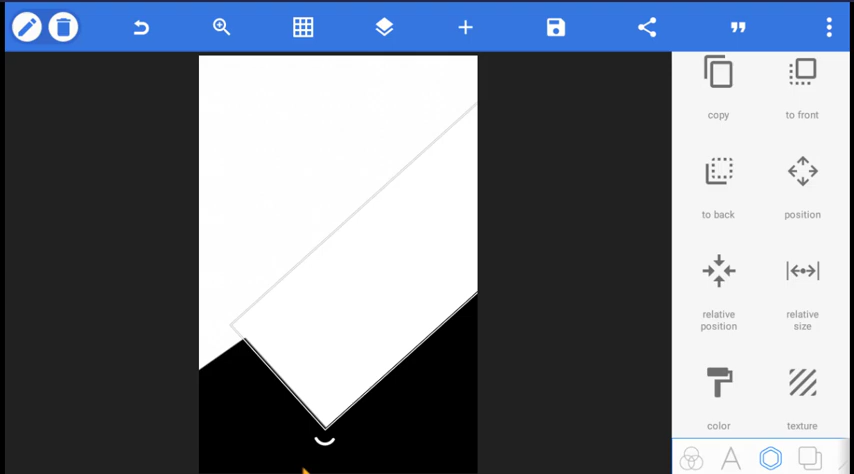 copy
to front
to back
position
relative
position
relative
size
color
texture